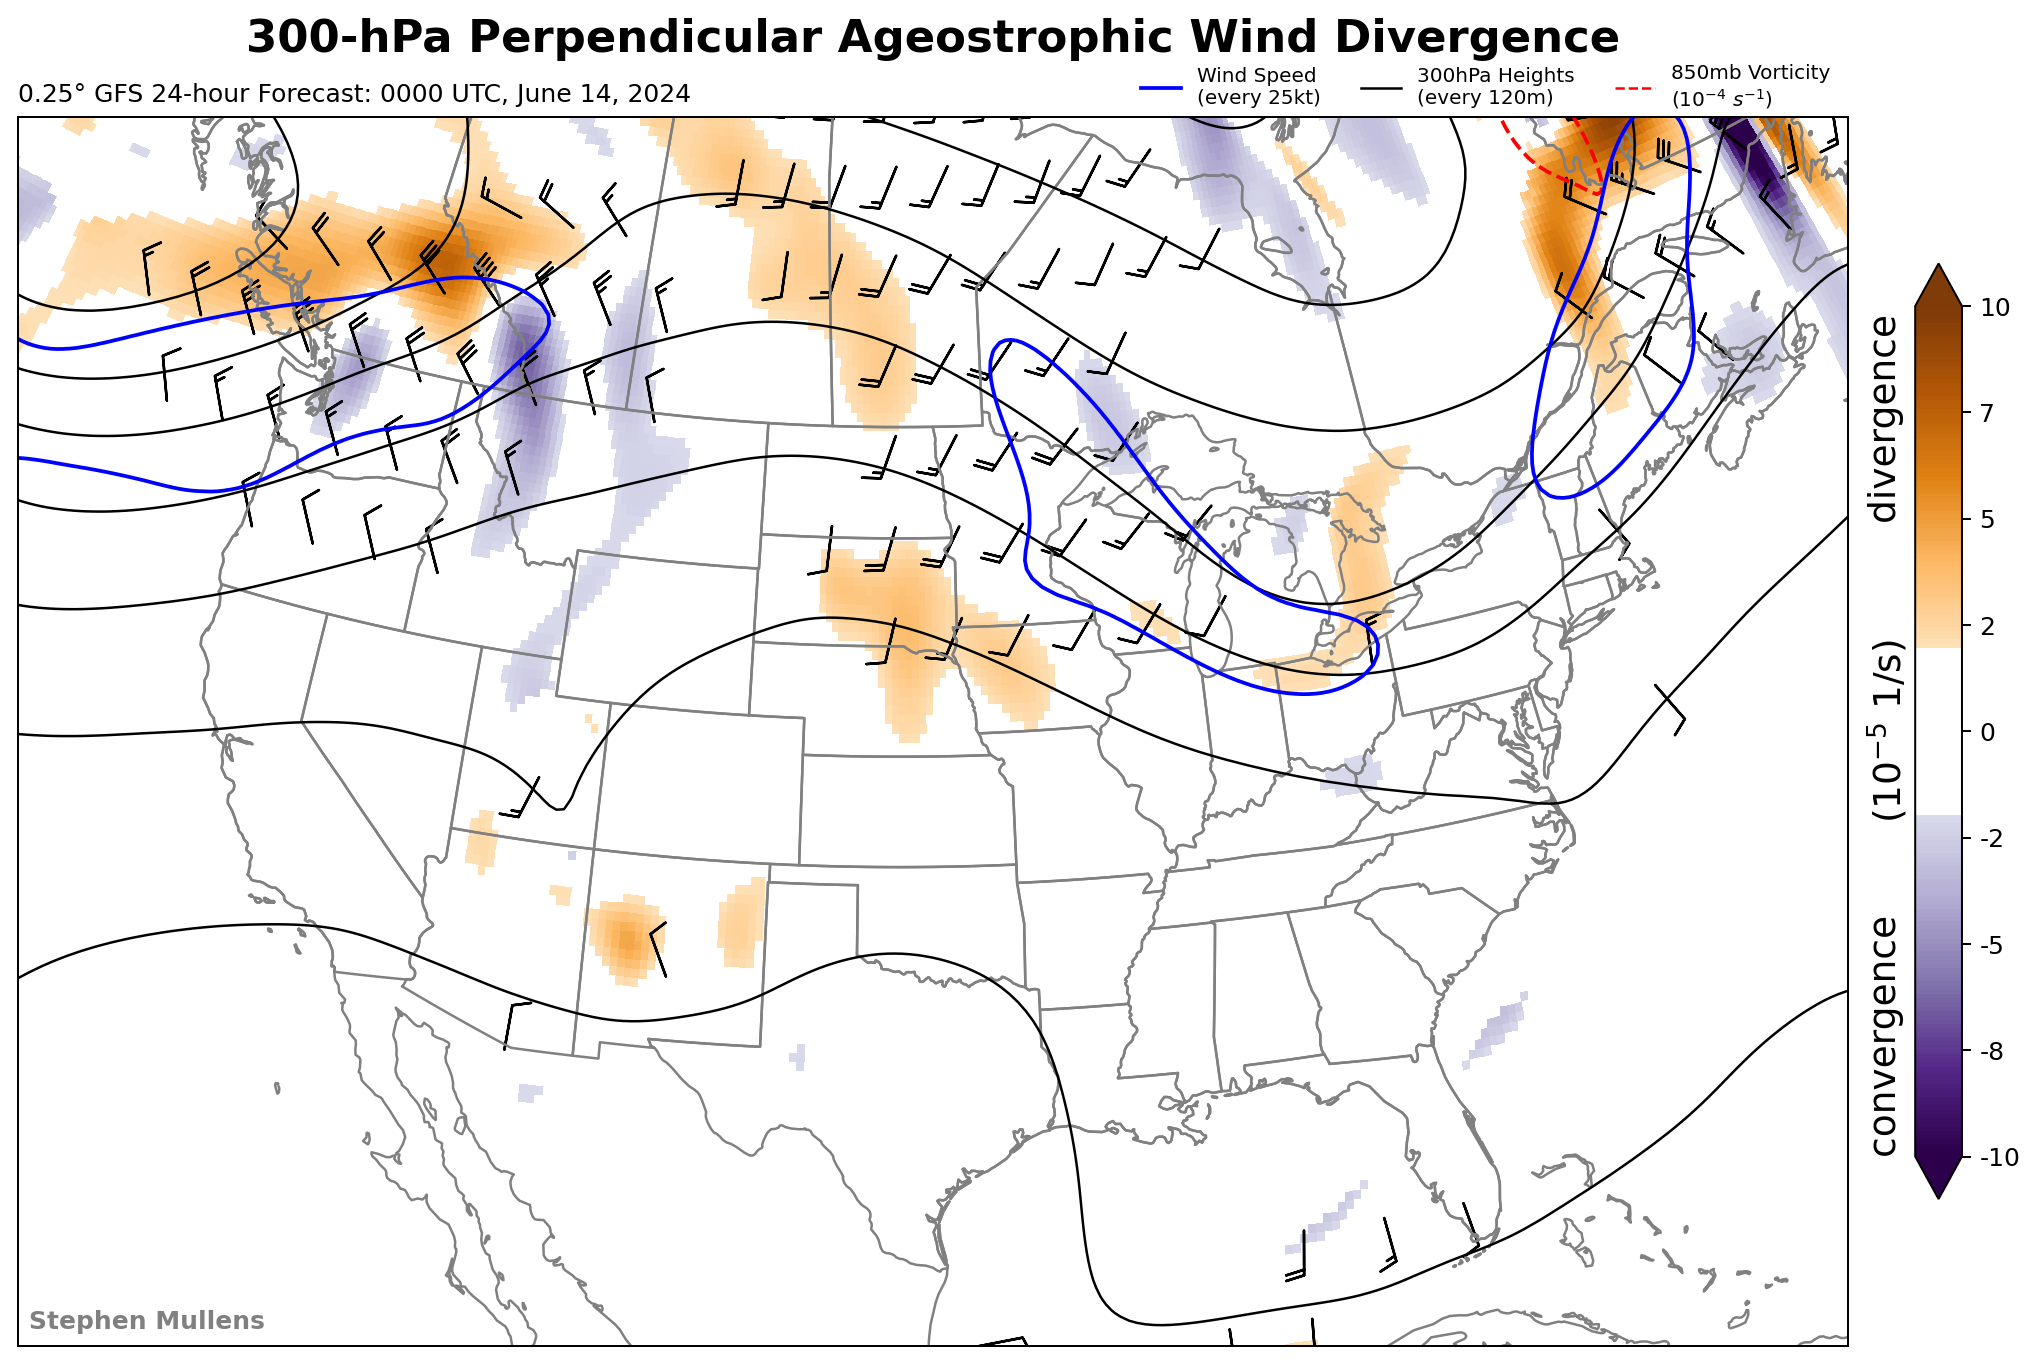 300-hPa Perpendicular Ageostrophic Wind Divergence
0.25° GFS 24-hour Forecast: 0000 UTC, June 14, 2024
Wind Speed
(every 25kt)
300hPa Heights
(every 120m)
850mb Vorticity
(10⁻⁴ s⁻¹)
10
7
5
2
0
-2
-5
-8
-10
convergence (10⁻⁵ 1/s) divergence
Stephen Mullens